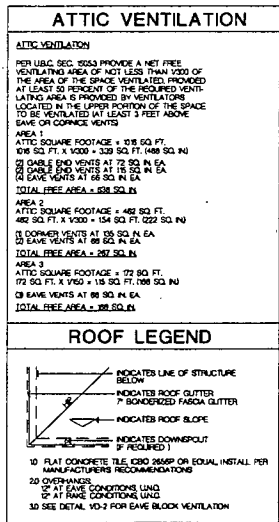 ATTIC VENTILATION
ATTIC VENTILATION
PER U.B.C. SEC. 15053 PROVIDE A NET FREE
VENTILATING AREA OF NOT LESS THAN 1/300 OF
THE AREA OF THE SPACE VENTILATED, PROVIDED
AT LEAST 50 PERCENT OF THE REQUIRED VENTI-
LATING AREA IS PROVIDED BY VENTILATORS
LOCATED IN THE UPPER PORTION OF THE SPACE
TO BE VENTILATED (AT LEAST 3 FEET ABOVE
EAVE OR CORNICE VENTS)
AREA 1
ATTIC SQUARE FOOTAGE = 1016 SQ. FT.
1016 SQ. FT. X 1/300 = 3.39 SQ. FT. (488 SQ. IN)
(2) GABLE END VENTS AT 72 SQ. IN. EA.
(2) GABLE END VENTS AT 115 SQ. IN. EA.
(4) EAVE VENTS AT 66 SQ. IN. EA.
TOTAL FREE AREA = 638 SQ. IN.
AREA 2
ATTIC SQUARE FOOTAGE = 462 SQ. FT.
462 SQ. FT. X 1/300 = 1.54 SQ. FT. (222 SQ. IN)
(1) DORMER VENTS AT 135 SQ. IN. EA.
(2) EAVE VENTS AT 66 SQ. IN. EA.
TOTAL FREE AREA = 267 SQ. IN.
AREA 3
ATTIC SQUARE FOOTAGE = 172 SQ. FT.
172 SQ. FT. X 1/150 = 1.15 SQ. FT. SQ. IN)
(3) EAVE VENTS AT 66 SQ. IN. EA.
TOTAL FREE AREA = SQ. IN.
ROOF LEGEND
INDICATES LINE OF STRUCTURE
BELOW
INDICATES ROOF GUTTER
7" BONDERIZED FASCIA GUTTER
INDICATES ROOF SLOPE
INDICATES DOWNSPOUT
(IF REQUIRED)
1.0 FLAT CONCRETE TILE, ICBO 2656P OR EQUAL, INSTALL PER
MANUFACTURER'S RECOMMENDATIONS
2.0 OVERHANGS:
12" AT EAVE CONDITIONS, U.N.O.
12" AT RAKE CONDITIONS, U.N.O.
3.0 SEE DETAIL VD-2 FOR EAVE BLOCK VENTILATION